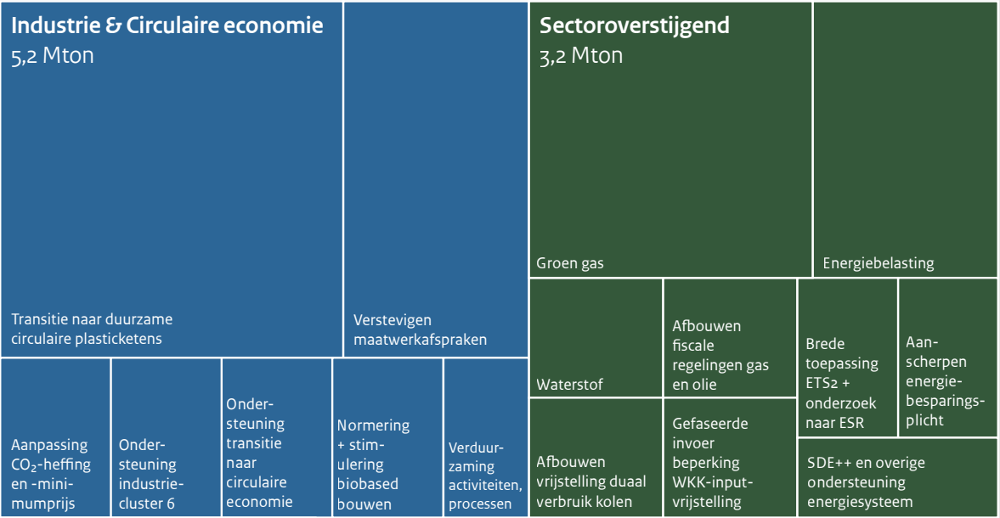 Industrie & Circulaire economie
5,2 Mton
Transitie naar duurzame
circulaire plasticketens
Verstevigen
maatwerkafspraken
Aanpassing
CO₂-heffing
en -mini-
mumprijs
Onder-
steuning
industrie-
cluster 6
Onder-
steuning
transitie
naar
circulaire
economie
Normering
+ stim-
ulering
biobased
bouwen
Verduur-
zaming
activiteiten,
processen
Sectoroverstijgend
3,2 Mton
Groen gas
Energiebelasting
Waterstof
Afbouwen
fiscale
regelingen gas
en olie
Brede
toepassing
ETS2 +
onderzoek
naar ESR
Aan-
scherpen
energie-
besparings-
plicht
Afbouwen
vrijstelling duaal
verbruik kolen
Gefaseerde
invoer
beperking
WKK-input-
vrijstelling
SDE++ en overige
ondersteuning
energiesysteem